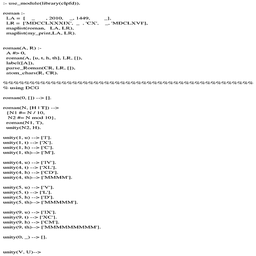 :- use_module(library(clpfd)).
roman :-
LA = [ _ , 2010, _, 1449, _],
LR = ['MDCCLXXXIX', _ , 'CX', _, 'MDCLXVI'],
maplist(roman, LA, LR),
maplist(my_print,LA, LR).
roman(A, R) :-
A #> 0,
roman(A, [u, t, h, th], LR, []),
label([A]),
parse_Roman(CR, LR, []),
atom_chars(R, CR).
%%%%%%%%%%%%%%%%%%%%%%%%%%%%%%%%%%%%%%%%
% using DCG
roman(0, []) --> [].
roman(N, [H | T]) -->
{N1 #= N / 10,
N2 #= N mod 10},
roman(N1, T),
unity(N2, H).
unity(1, u) --> ['I'].
unity(1, t) --> ['X'].
unity(1, h) --> ['C'].
unity(1, th)--> ['M'].
unity(4, u) --> ['IV'].
unity(4, t) --> ['XL'].
unity(4, h) --> ['CD'].
unity(4, th)--> ['MMMM'].
unity(5, u) --> ['V'].
unity(5, t) --> ['L'].
unity(5, h) --> ['D'].
unity(5, th)--> ['MMMMM'].
unity(9, u) --> ['IX'].
unity(9, t) --> ['XC'].
unity(9, h) --> ['CM'].
unity(9, th)--> ['MMMMMMMMM'].
unity(0, _) --> [].
unity(V, U)-->